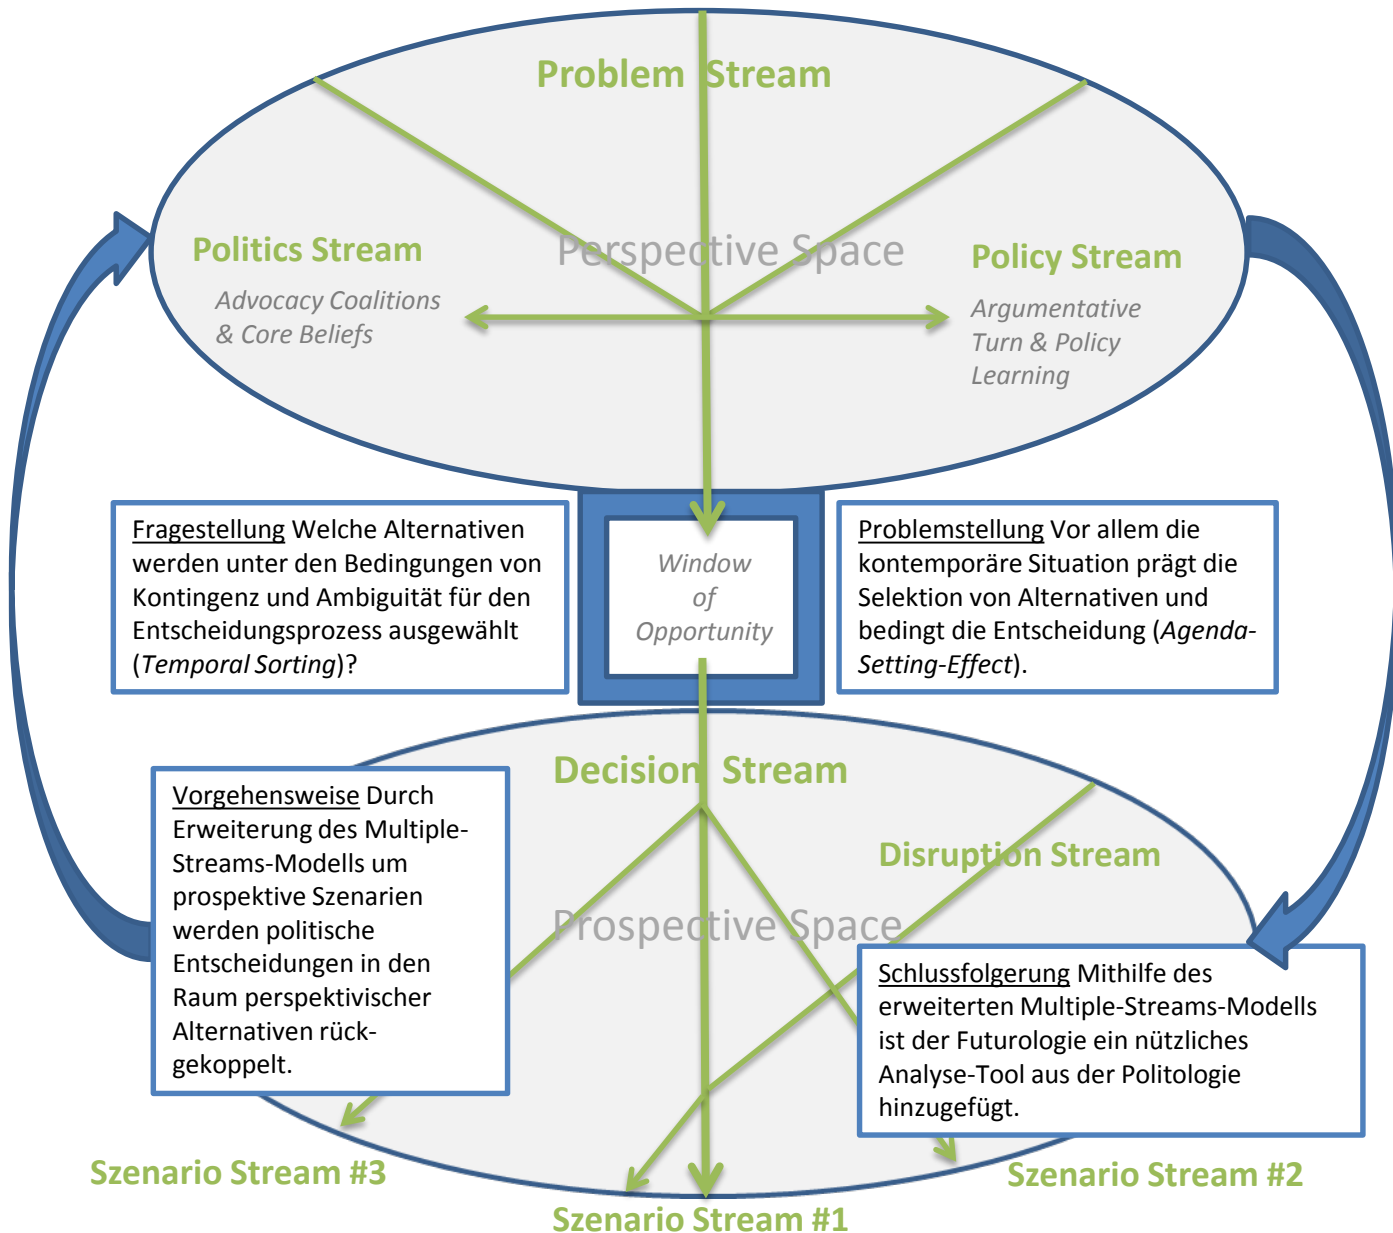 Problem Stream
Perspective Space
Politics Stream
Advocacy Coalitions
& Core Beliefs
Policy Stream
Argumentative
Turn & Policy
Learning
Fragestellung Welche Alternativen
werden unter den Bedingungen von
Kontingenz und Ambiguität für den
Entscheidungsprozess ausgewählt
(Temporal Sorting)?
Window
of
Opportunity
Problemstellung Vor allem die
kontemporäre Situation prägt die
Selektion von Alternativen und
bedingt die Entscheidung (Agenda-
Setting-Effect).
Decision Stream
Disruption Stream
Prospective Space
Vorgehensweise Durch
Erweiterung des Multiple-
Streams-Modells um
prospektive Szenarien
werden politische
Entscheidungen in den
Raum perspektivischer
Alternativen rück-
gekoppelt.
Schlussfolgerung Mithilfe des
erweiterten Multiple-Streams-Modells
ist der Futurologie ein nützliches
Analyse-Tool aus der Politologie
hinzugefügt.
Szenario Stream #3
Szenario Stream #2
Szenario Stream #1